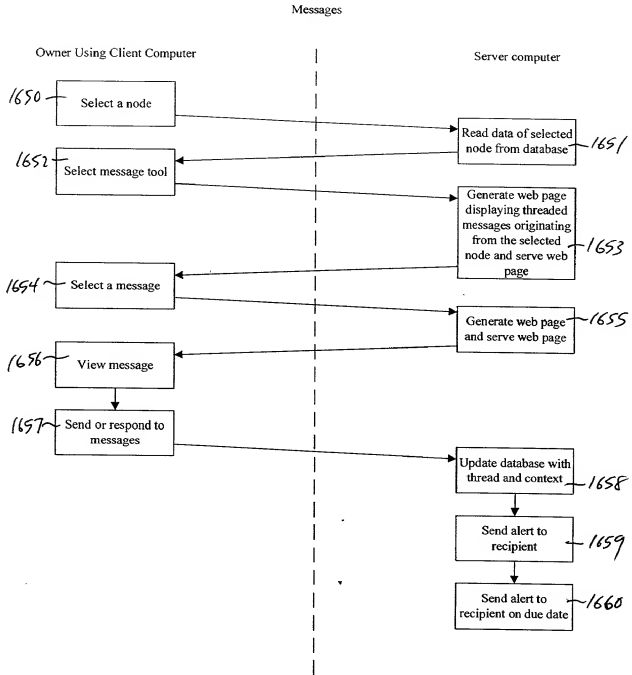 Messages
Owner Using Client Computer
Server computer
1650
Select a node
Read data of selected
node from database
1651
1652
Select message tool
Generate web page
displaying threaded
messages originating
from the selected
node and serve web
page
1653
1654
Select a message
Generate web page
and serve web page
1655
1656
View message
1657
Send or respond to
messages
Update database with
thread and context
1658
Send alert to
recipient
1659
Send alert to
recipient on due date
1660